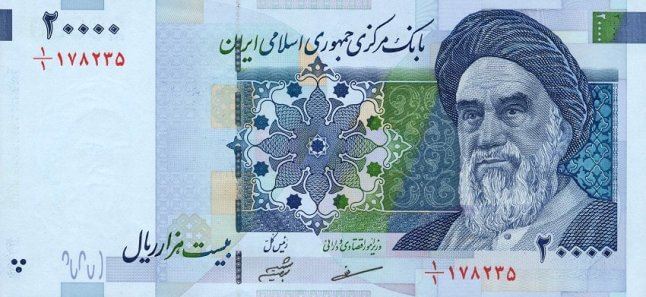 ۲۰۰۰۰
۱/۱ ۱۷۸۲۳۵
بانک مرکزی جمهوری اسلامی ایران
وزیر امور اقتصادی و دارائی
رئیس کل
بیست هزار ریال
۲۰۰۰۰
۱/۱ ۱۷۸۲۳۵